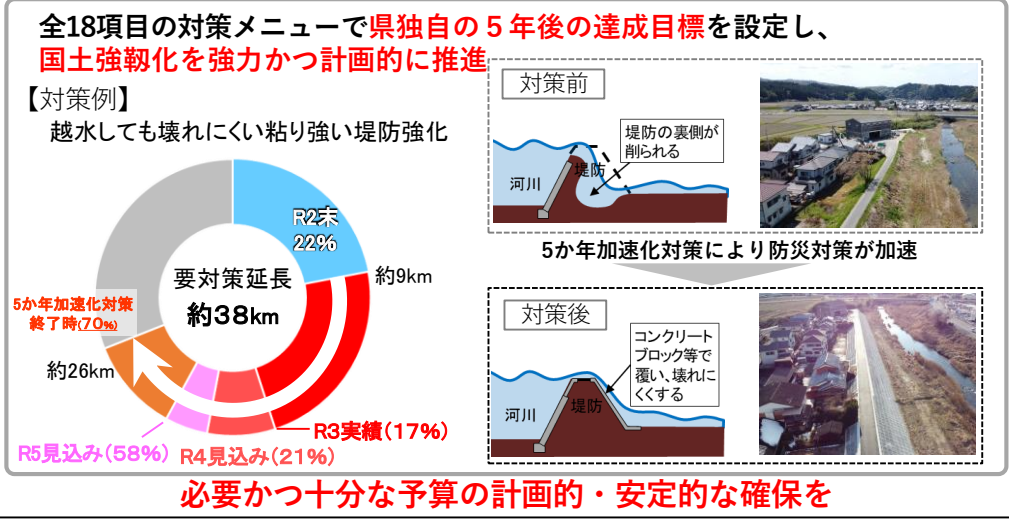 全18項目の対策メニューで県独自の５年後の達成目標を設定し、
国土強靱化を強力かつ計画的に推進
【対策例】
越水しても壊れにくい粘り強い堤防強化
R2末
22%
約9km
要対策延長
約38km
5か年加速化対策
終了時(70%)
約26km
R3実績(17%)
R4見込み(21%)
R5見込み(58%)
対策前
堤防の裏側が
削られる
堤防
河川
5か年加速化対策により防災対策が加速
対策後
コンクリート
ブロック等で
覆い、壊れに
くくする
堤防
河川
必要かつ十分な予算の計画的・安定的な確保を